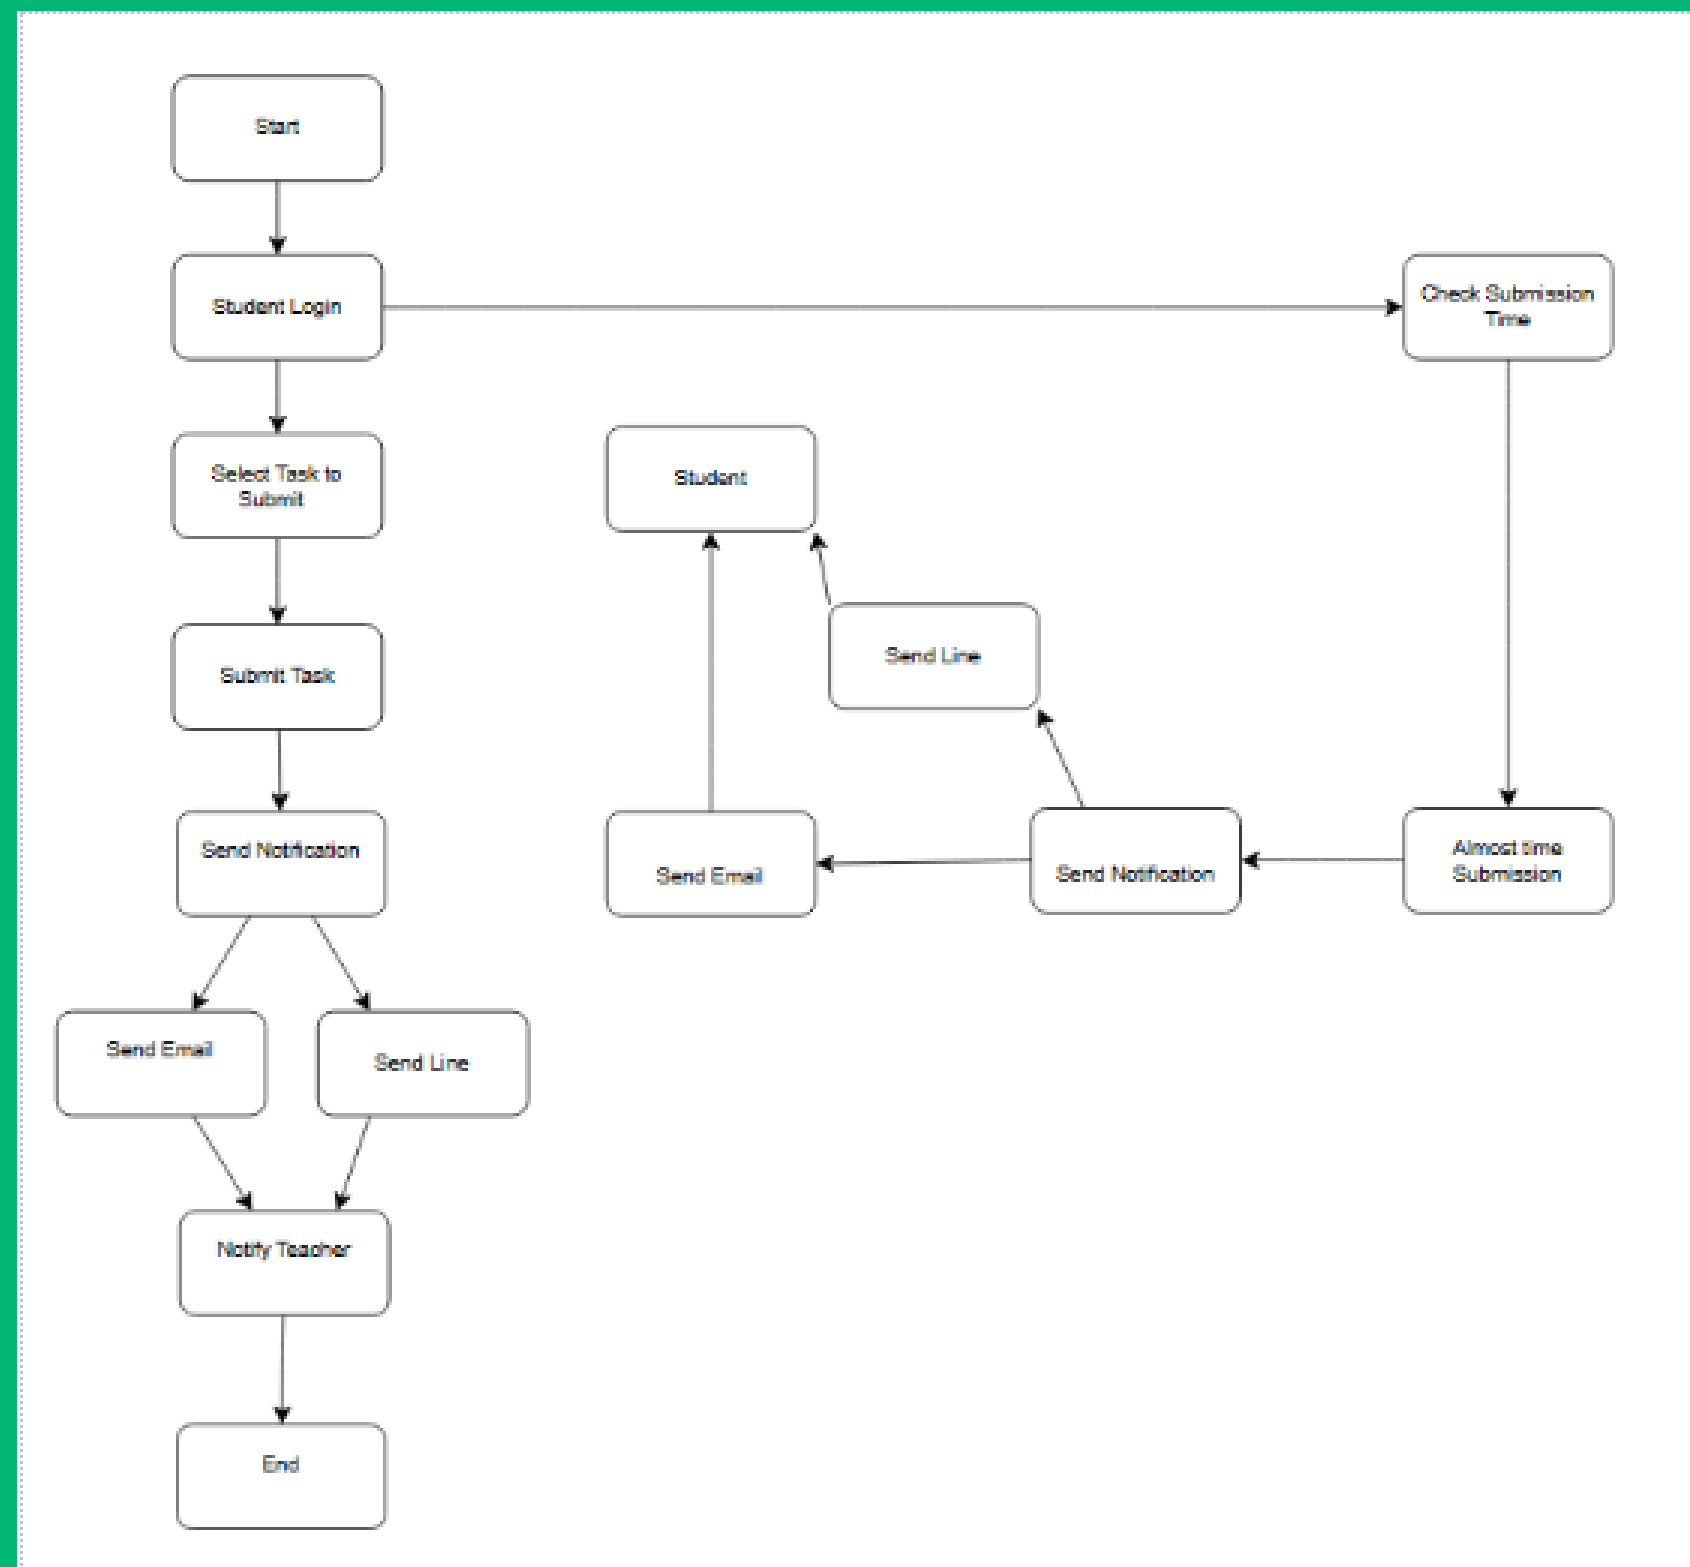 Start
Student Login
Check Submission
Time
Select Task to
Submit
Student
Submit Task
Send Line
Send Notification
Send Email
Send Notification
Almost time
Submission
Send Email
Send Line
Notify Teacher
End